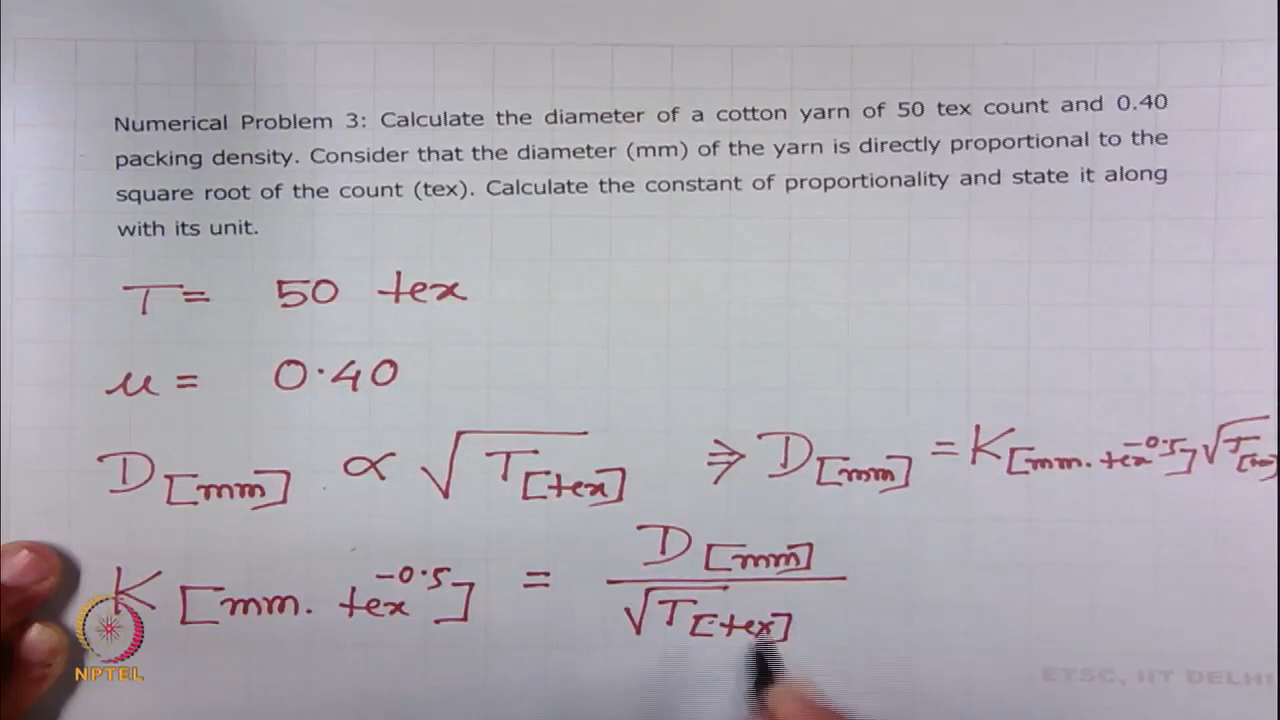 Numerical Problem 3: Calculate the diameter of a cotton yarn of 50 tex count and 0.40
packing density. Consider that the diameter (mm) of the yarn is directly proportional to the
square root of the count (tex). Calculate the constant of proportionality and state it along
with its unit.
T = 50 tex
μ = 0.40
D[mm] ∝ √T[tex] ⇒ D[mm] = K[mm. tex^-0.5] √T
K [mm. tex^-0.5] = D[mm] / √T[tex]
NPTEL
ETSC, IIT DELHI